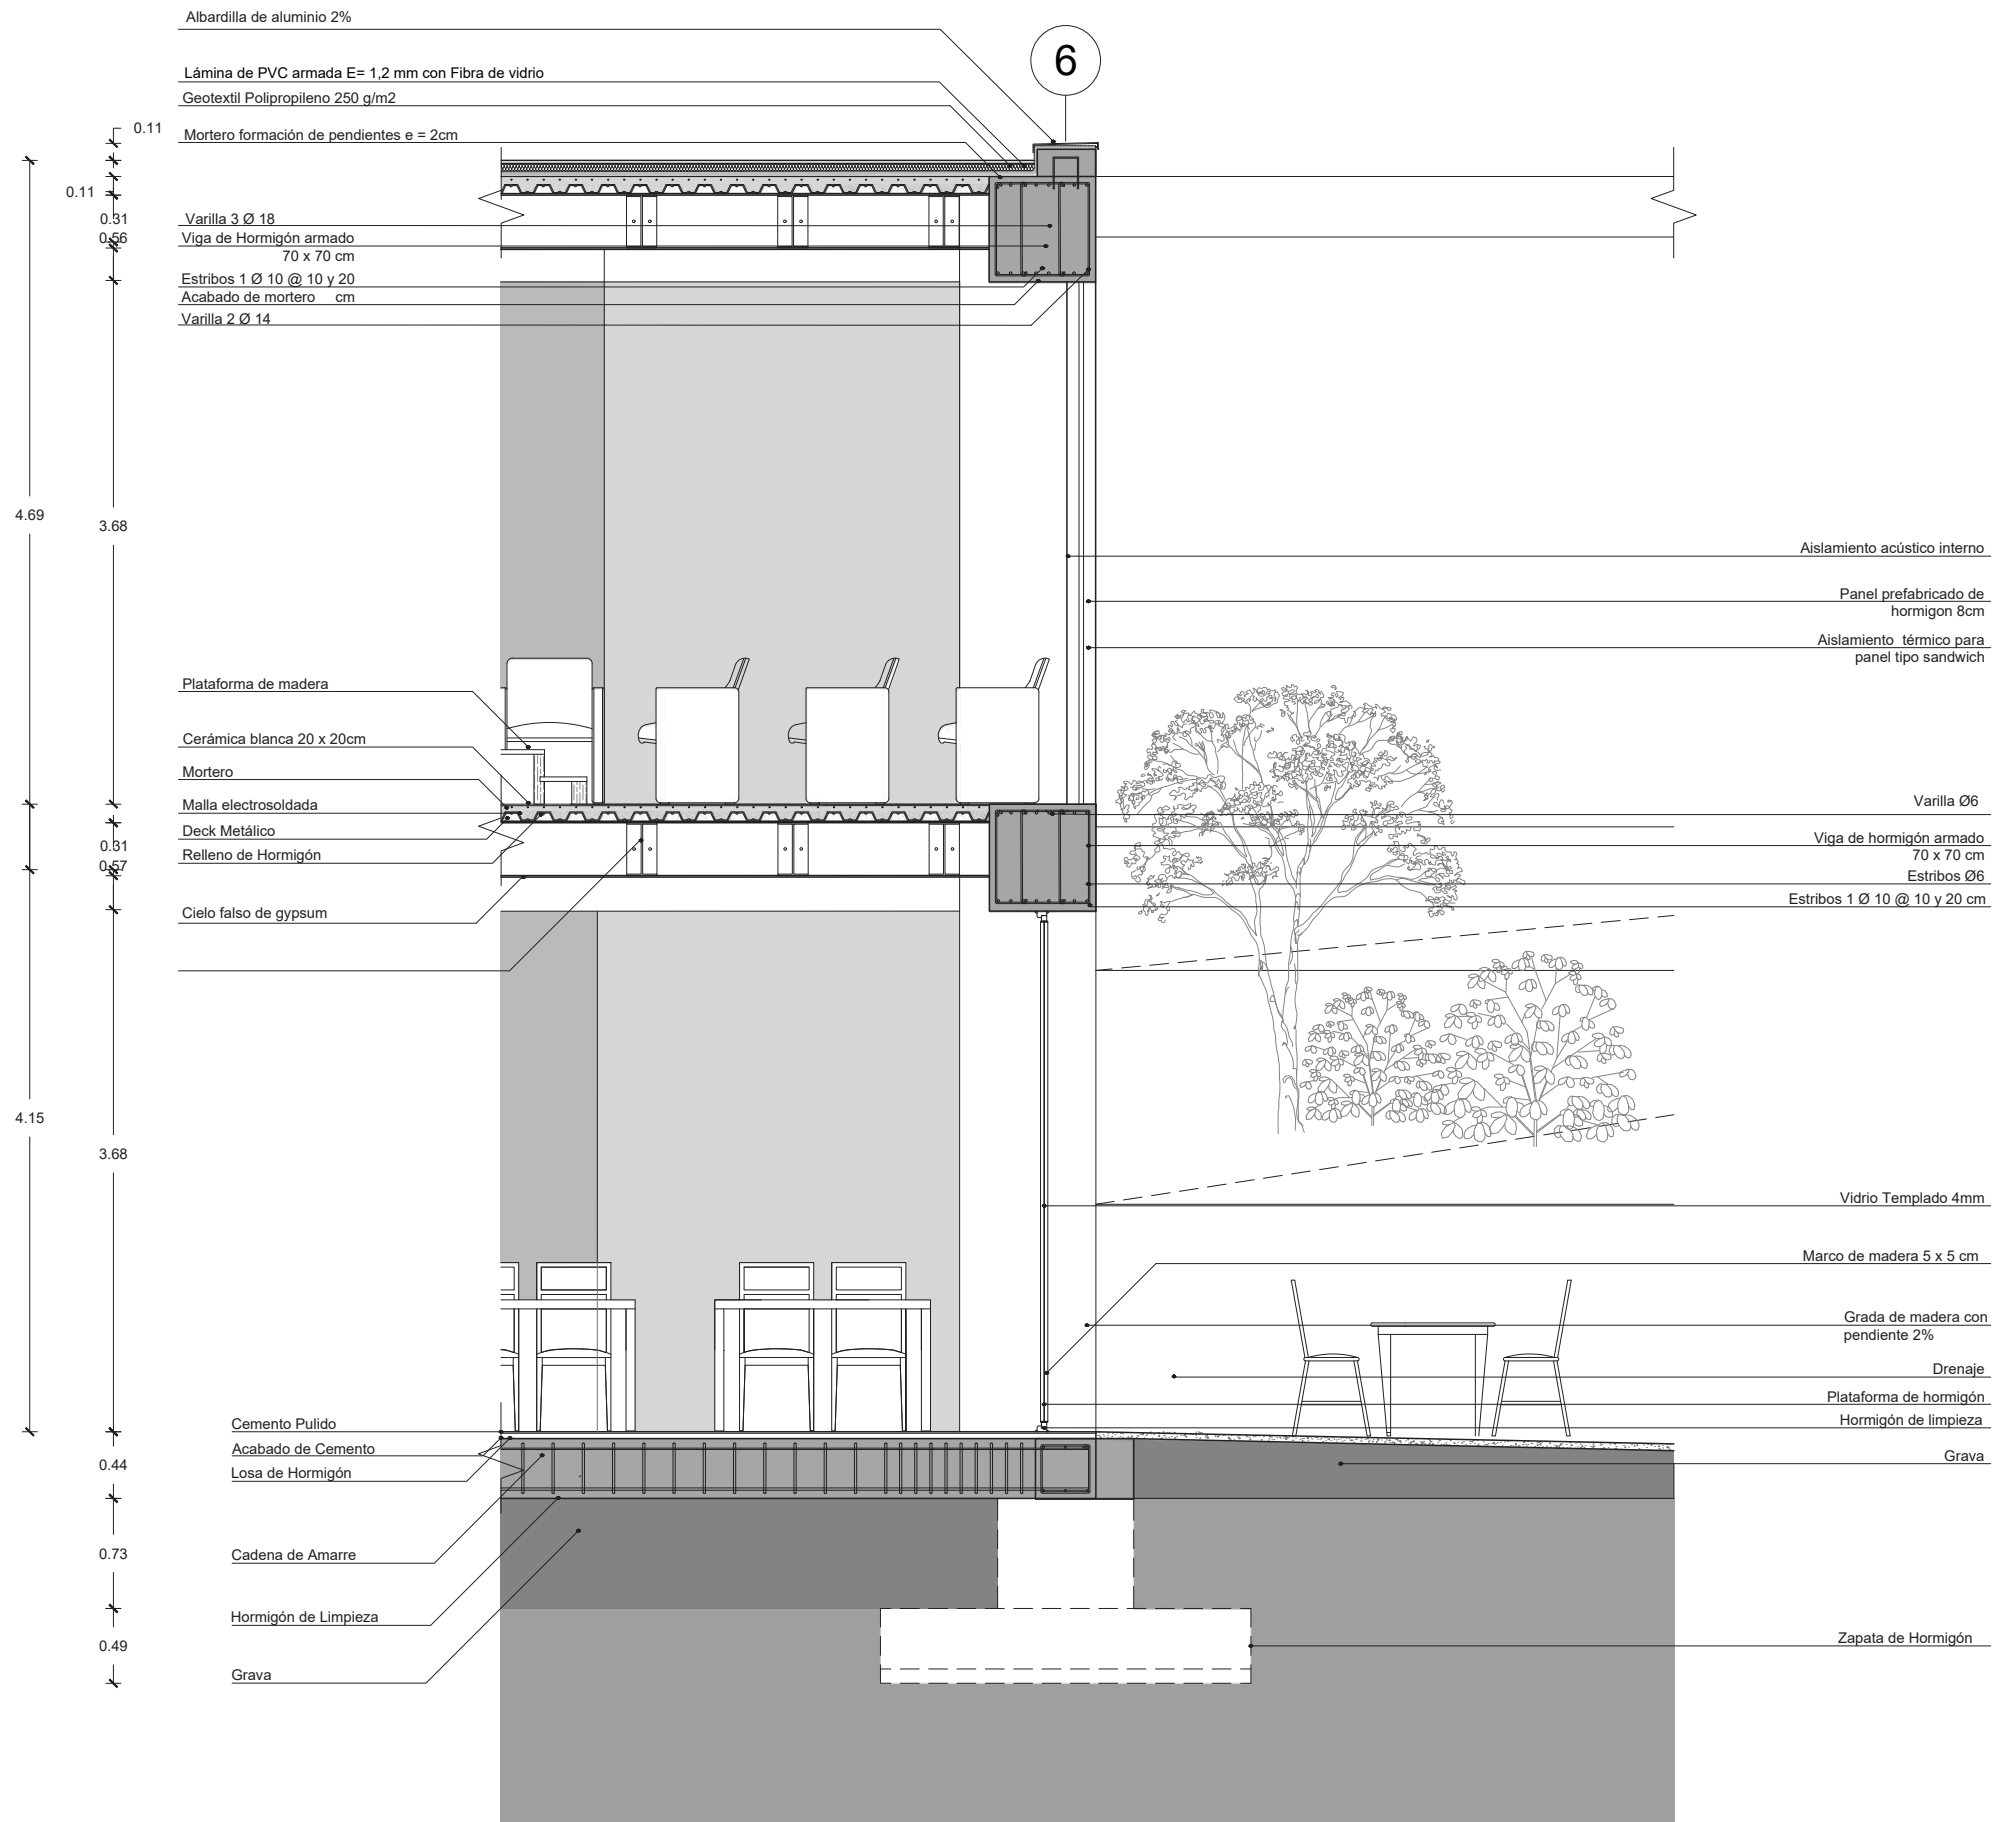 Albardilla de aluminio 2%
6
Lámina de PVC armada E= 1,2 mm con Fibra de vidrio
Geotextil Polipropileno 250 g/m2
0.11
Mortero formación de pendientes e = 2cm
0.11
0.31
Varilla 3 Ø 18
0.56
Viga de Hormigón armado
70 x 70 cm
Estribos 1 Ø 10 @ 10 y 20
Acabado de mortero cm
Varilla 2 Ø 14
4.69
3.68
Aislamiento acústico interno
Panel prefabricado de
hormigon 8cm
Aislamiento térmico para
panel tipo sandwich
Plataforma de madera
Cerámica blanca 20 x 20cm
Mortero
Malla electrosoldada
Deck Metálico
Relleno de Hormigón
0.31
0.57
Cielo falso de gypsum
Varilla Ø6
Viga de hormigón armado
70 x 70 cm
Estribos Ø6
Estribos 1 Ø 10 @ 10 y 20 cm
4.15
3.68
Vidrio Templado 4mm
Marco de madera 5 x 5 cm
Grada de madera con
pendiente 2%
Drenaje
Plataforma de hormigón
Hormigón de limpieza
Grava
Cemento Pulido
Acabado de Cemento
Losa de Hormigón
0.44
Cadena de Amarre
0.73
Hormigón de Limpieza
0.49
Grava
Zapata de Hormigón